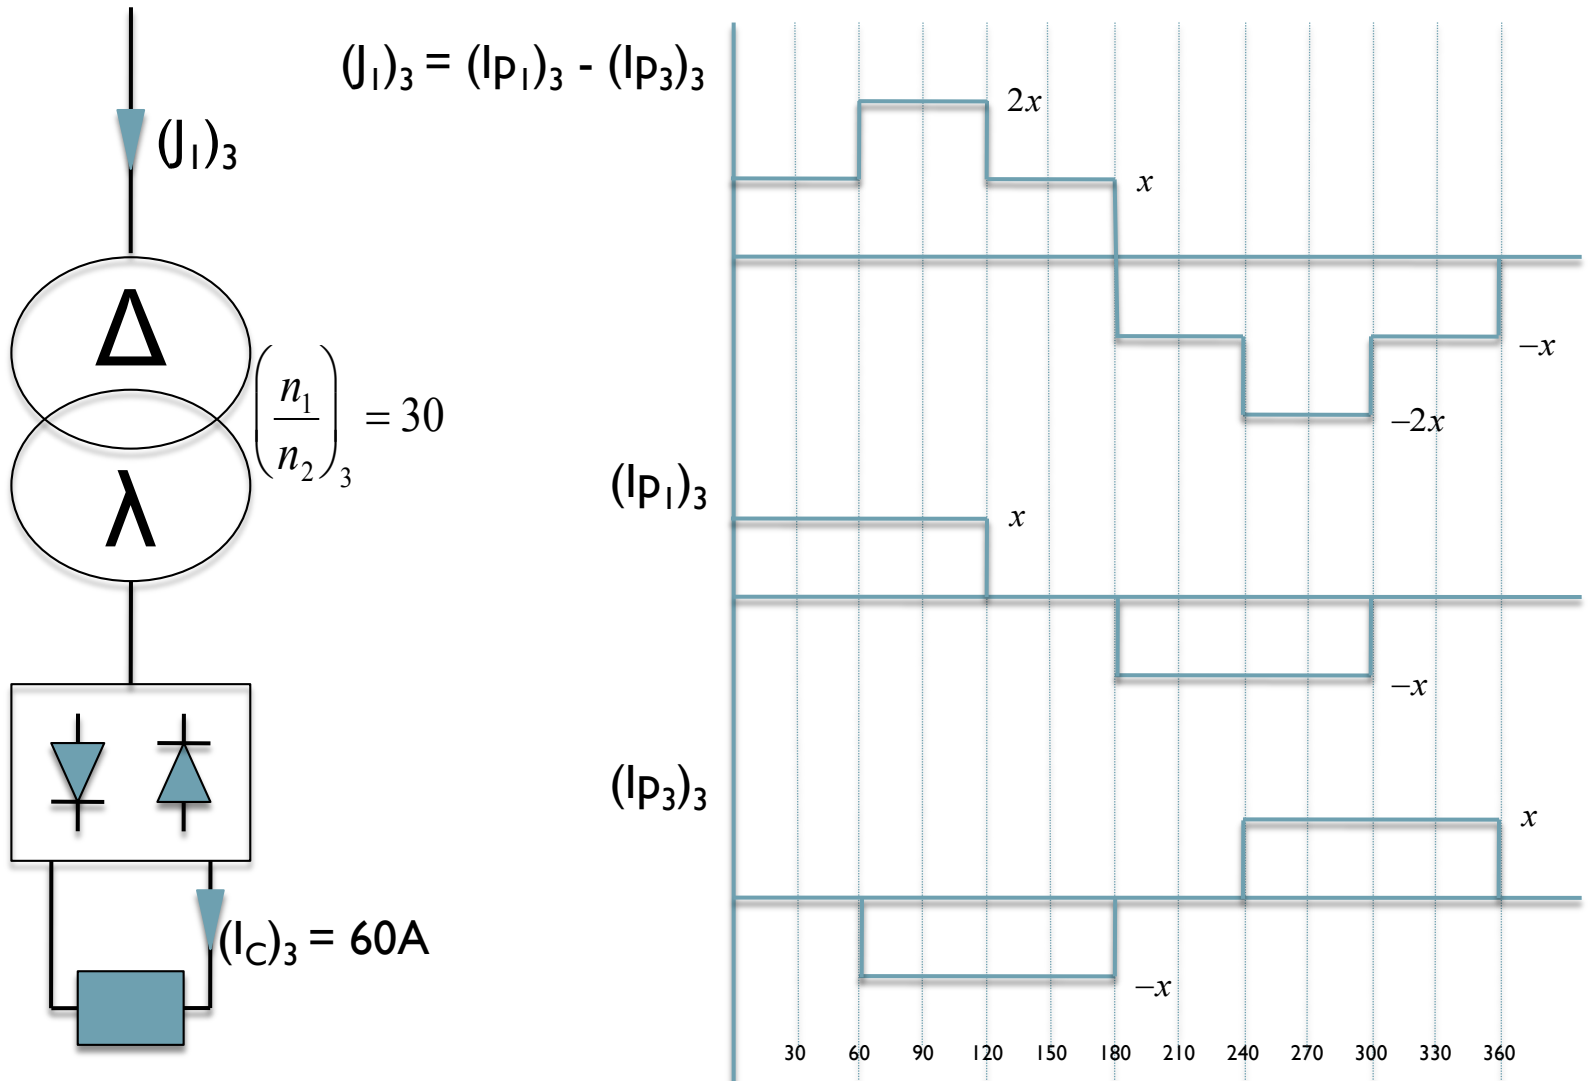 (J₁)₃ = (Ip₁)₃ - (Ip₃)₃
(J₁)₃
Δ
(n₁/n₂)₃ = 30
λ
(I_C)₃ = 60A
2x
x
−x
−2x
(Ip₁)₃
x
−x
(Ip₃)₃
x
−x
30 60 90 120 150 180 210 240 270 300 330 360